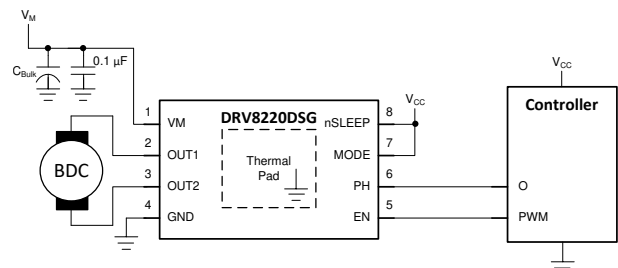 VM
CBulk
0.1 µF
BDC
DRV8220DSG
1 VM
2 OUT1
3 OUT2
4 GND
Thermal
Pad
nSLEEP 8
MODE 7
PH 6
EN 5
VCC
VCC
Controller
O
PWM